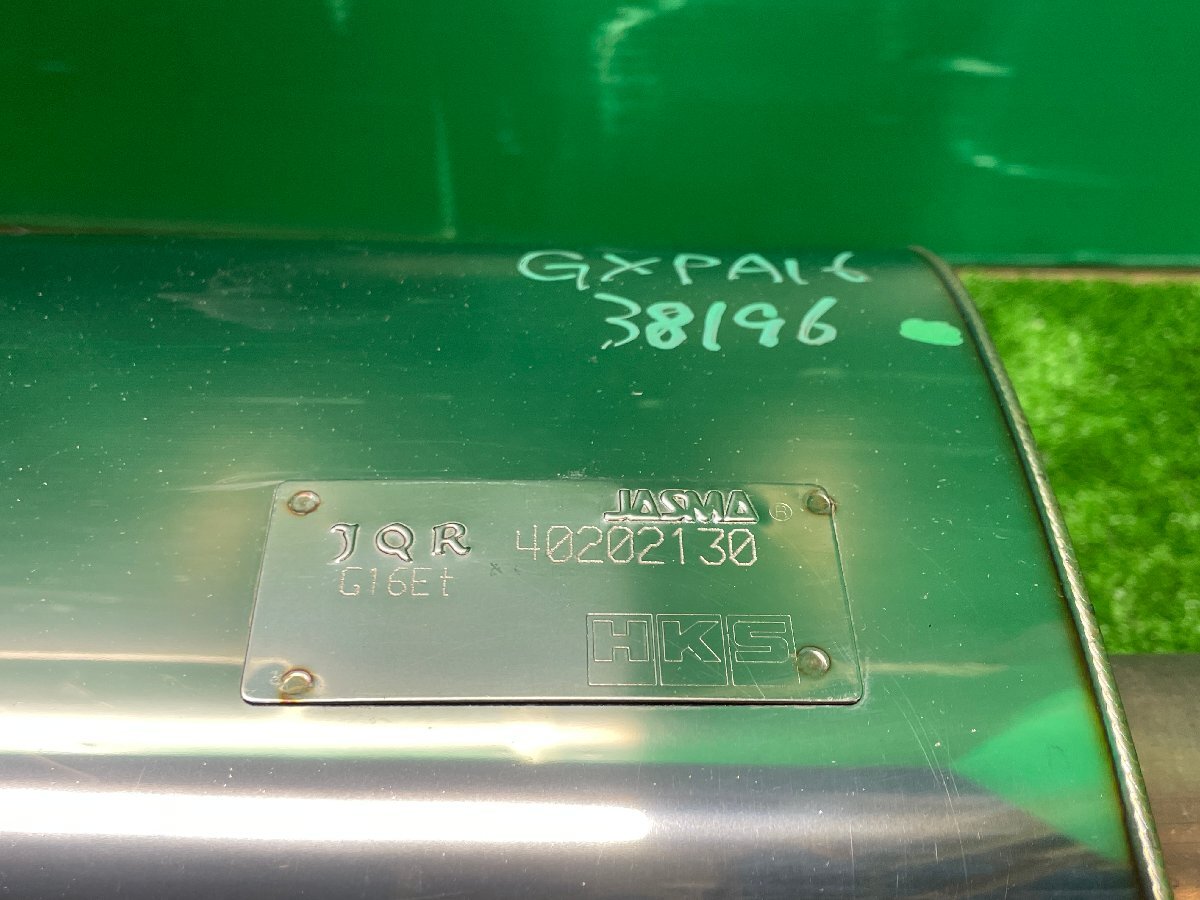 GXPA16
38196
JASMA®
JQR 40202130
G16Et
HKS